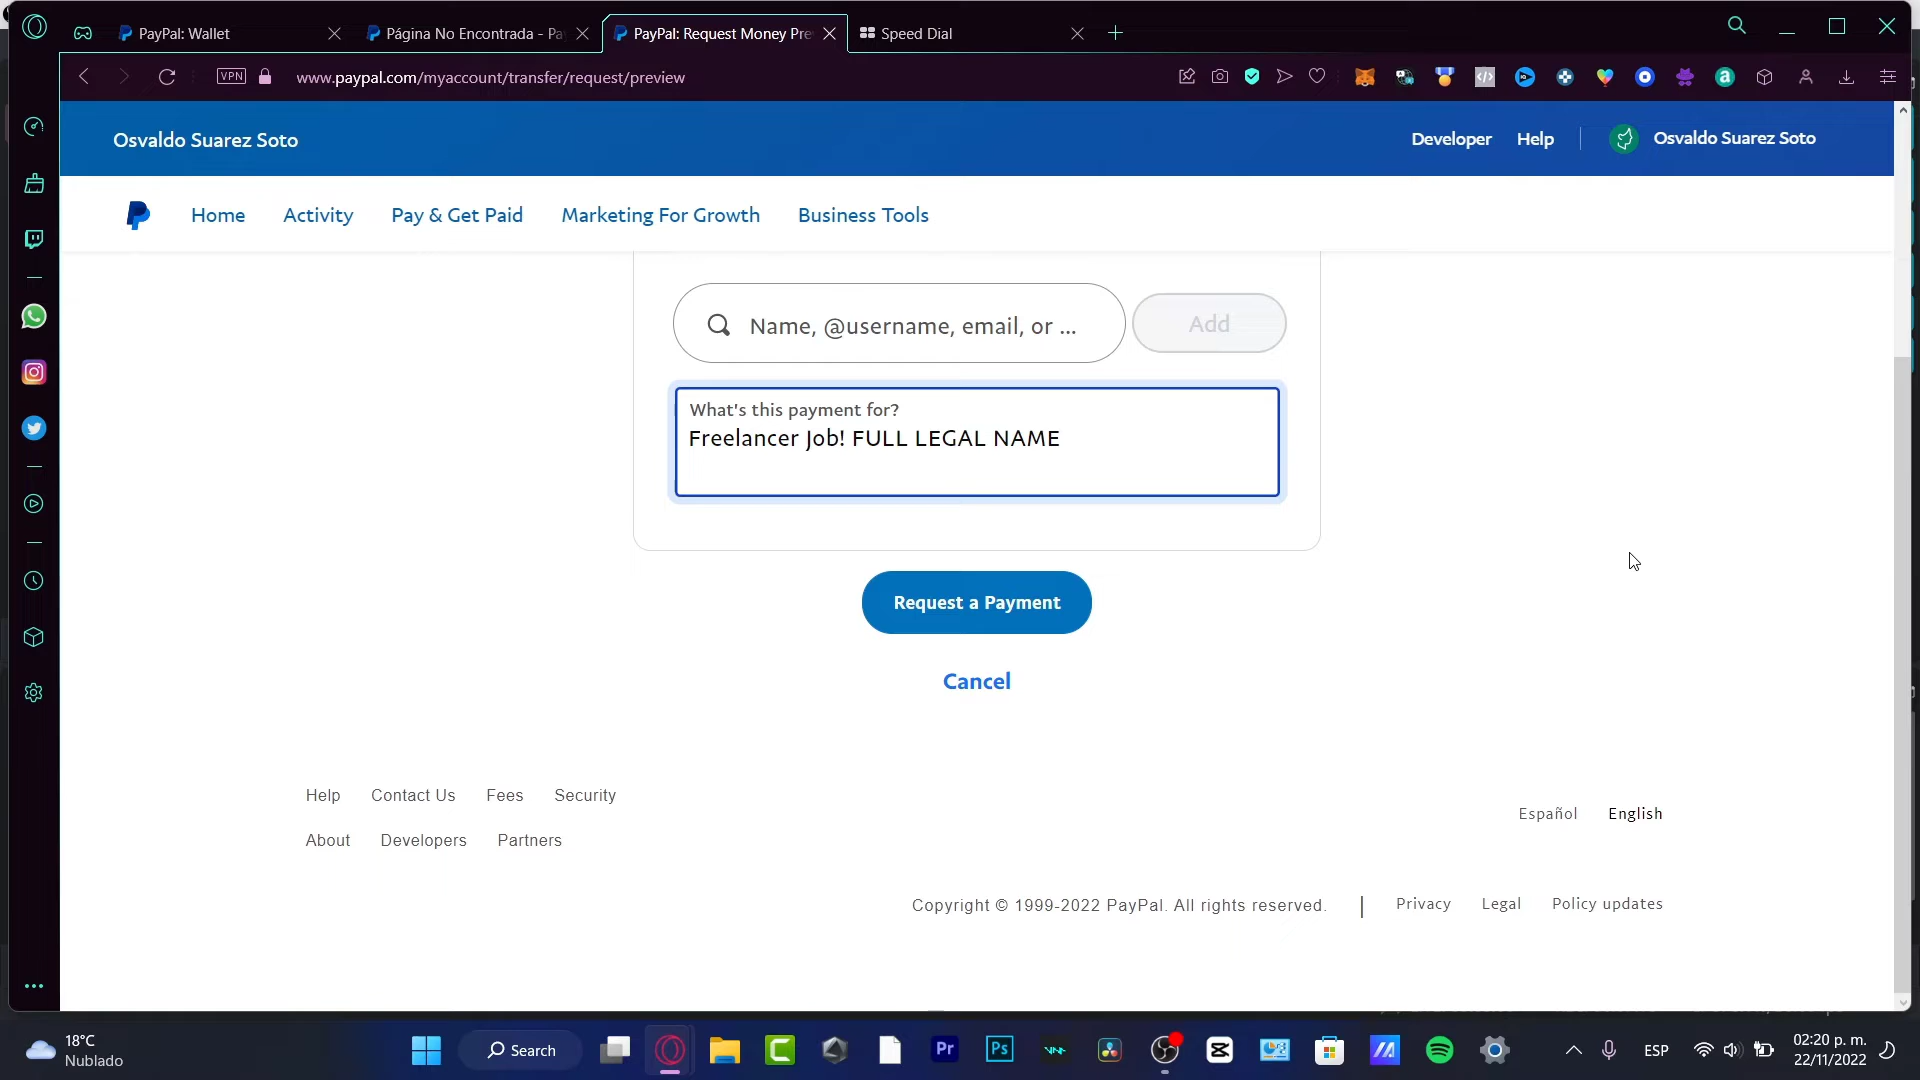 PayPal: Wallet
Página No Encontrada - Pa
PayPal: Request Money Pre
Speed Dial
VPN
www.paypal.com/myaccount/transfer/request/preview
Osvaldo Suarez Soto
Developer
Help
Osvaldo Suarez Soto
Home
Activity
Pay & Get Paid
Marketing For Growth
Business Tools
Name, @username, email, or ...
Add
What's this payment for?
Freelancer Job! FULL LEGAL NAME
Request a Payment
Cancel
Help
Contact Us
Fees
Security
Español
English
About
Developers
Partners
Copyright © 1999-2022 PayPal. All rights reserved.
Privacy
Legal
Policy updates
18°C
Nublado
Search
Pr
Ps
ESP
02:20 p. m.
22/11/2022